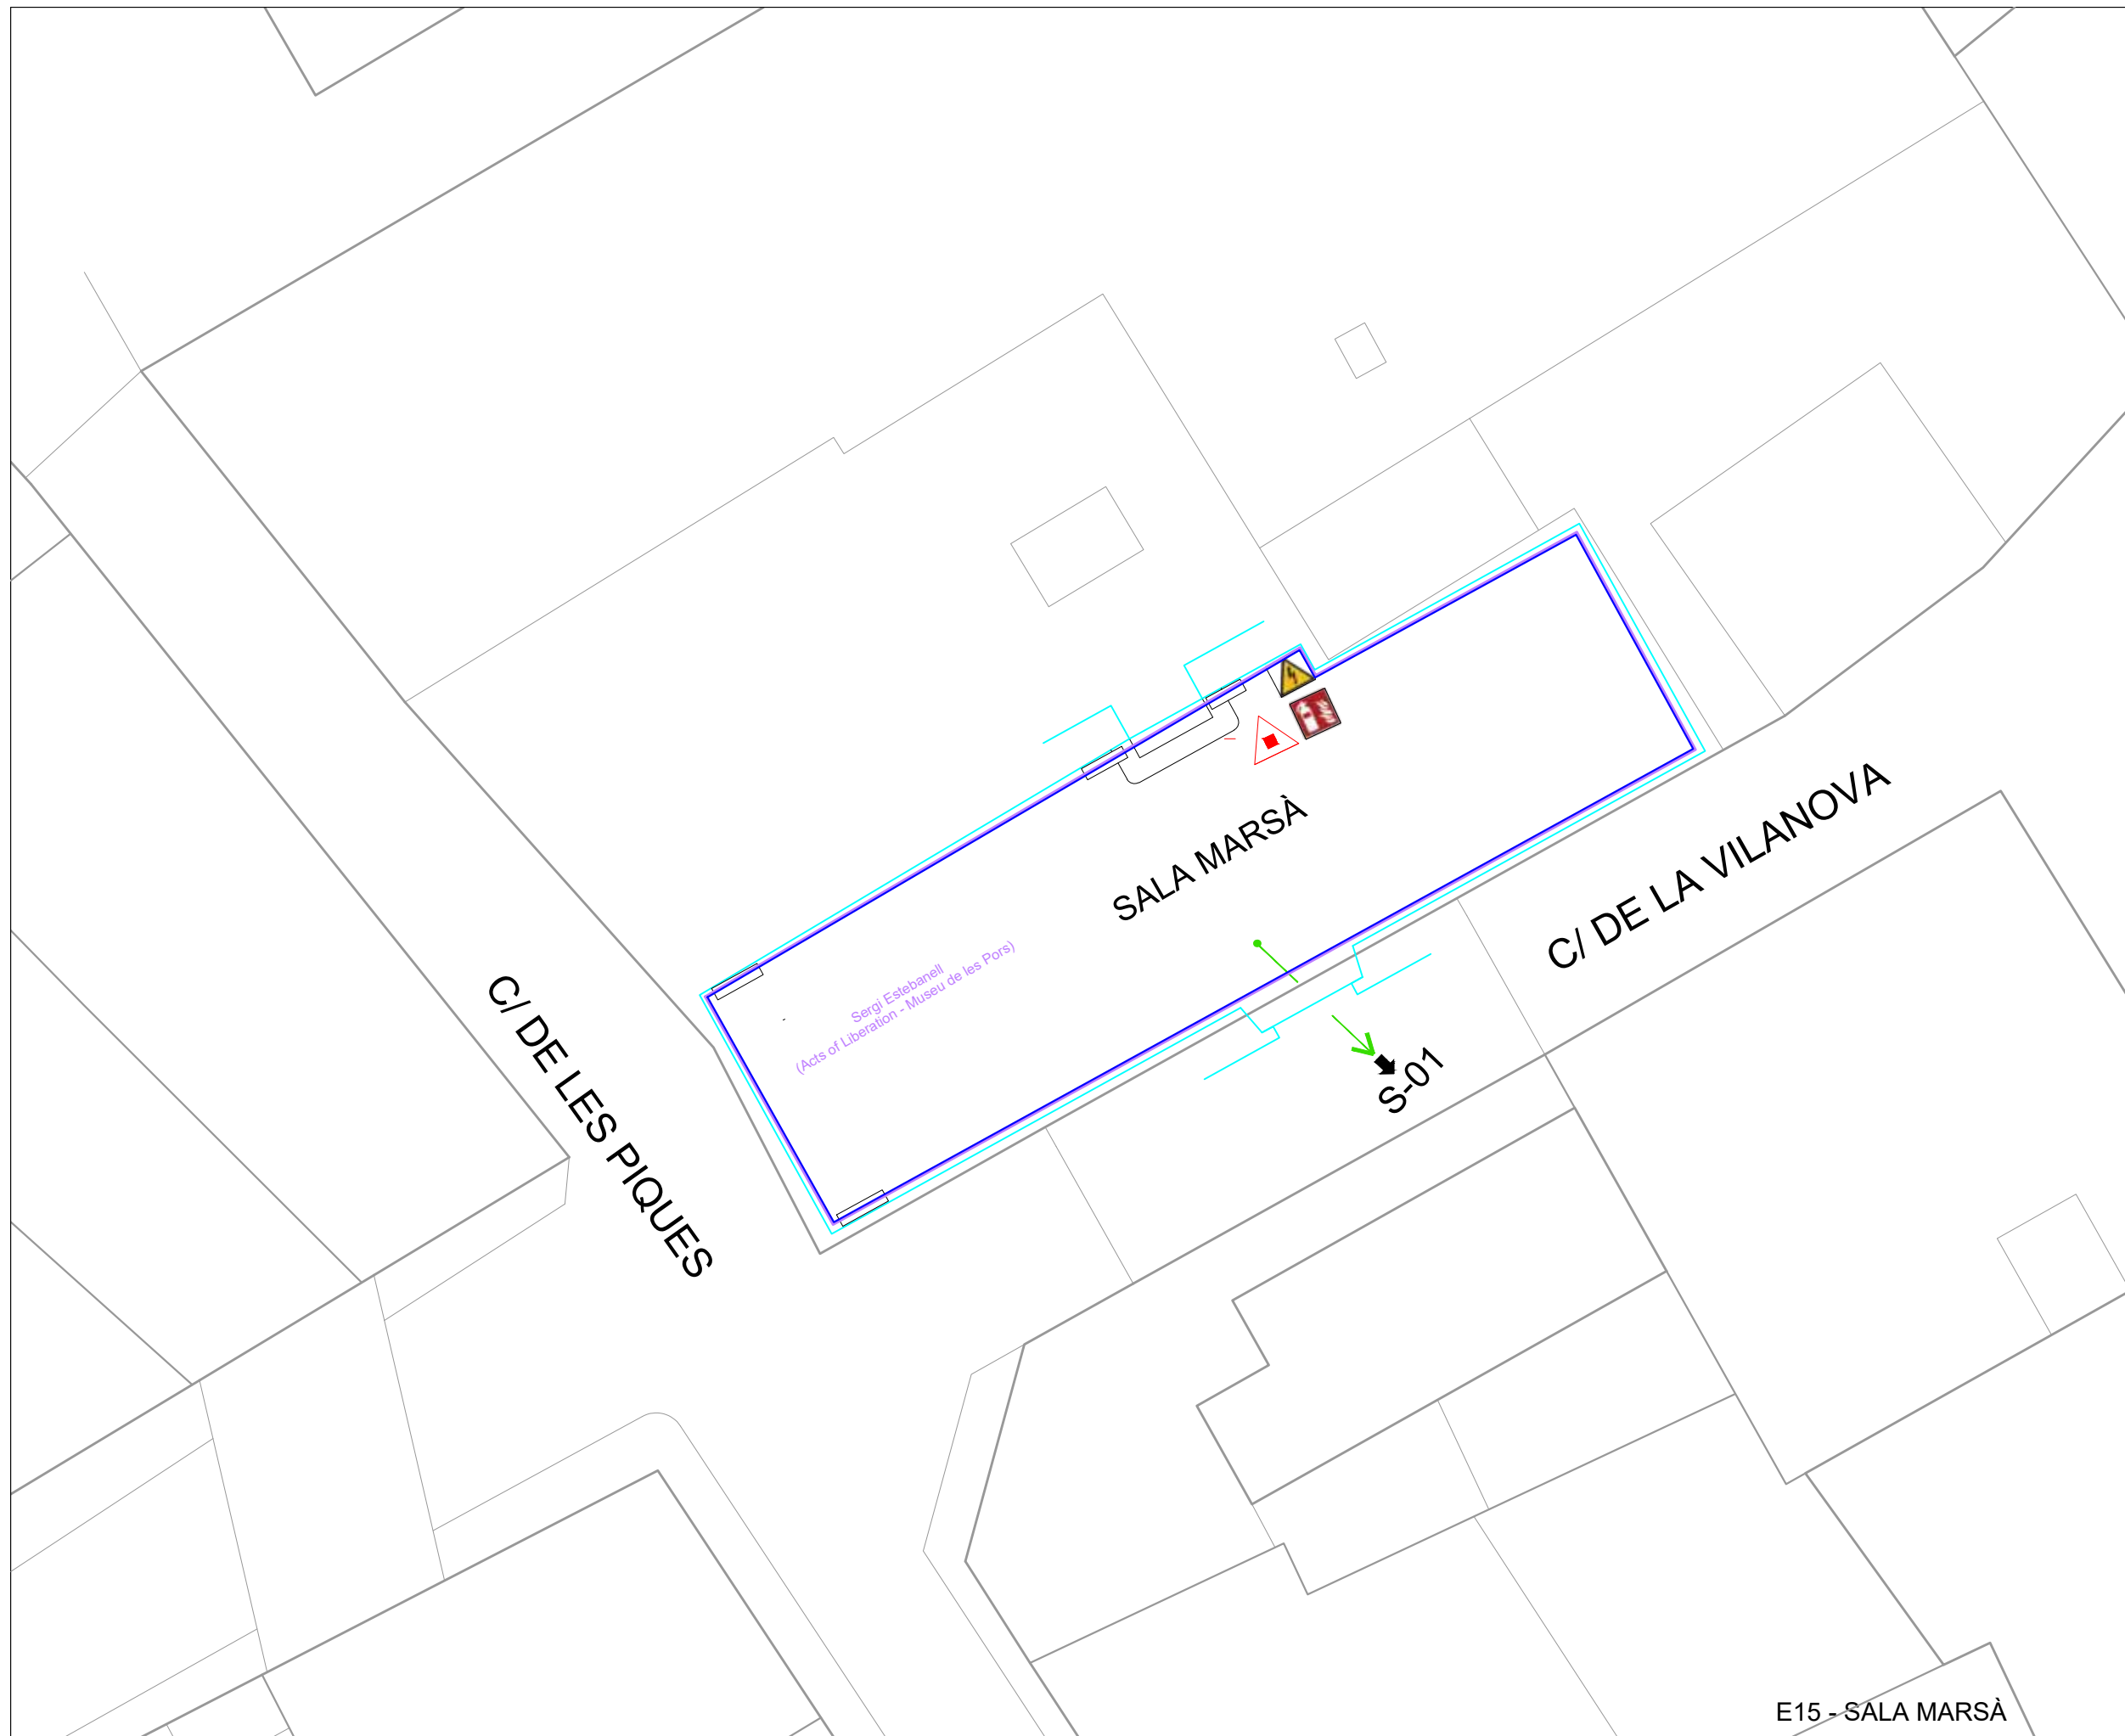 SALA MARSÀ
C/ DE LA VILANOVA
Sergi Estebanell
(Acts of Liberation - Museu de les Pors)
C/ DE LES PIQUES
S-01
E15 - SALA MARSÀ